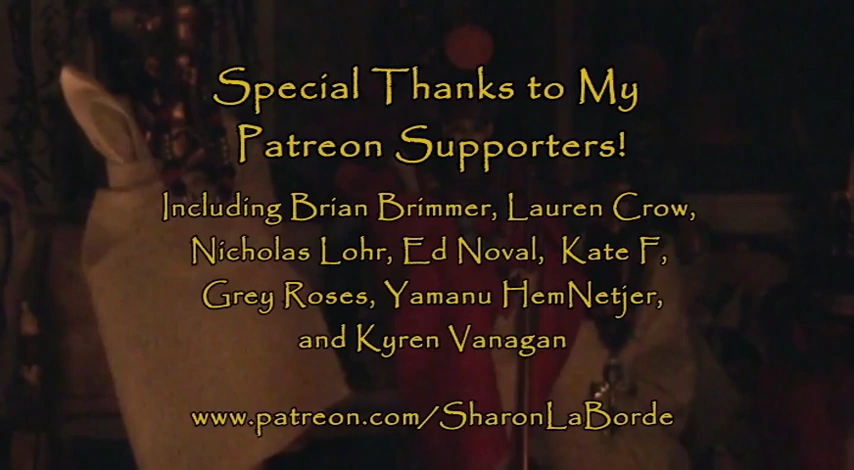 Special Thanks to My
Patreon Supporters!
Including Brian Brimmer, Lauren Crow,
Nicholas Lohr, Ed Noval, Kate F,
Grey Roses, Yamanu HemNetjer,
and Kyren Vanagan
www.patreon.com/SharonLaBorde